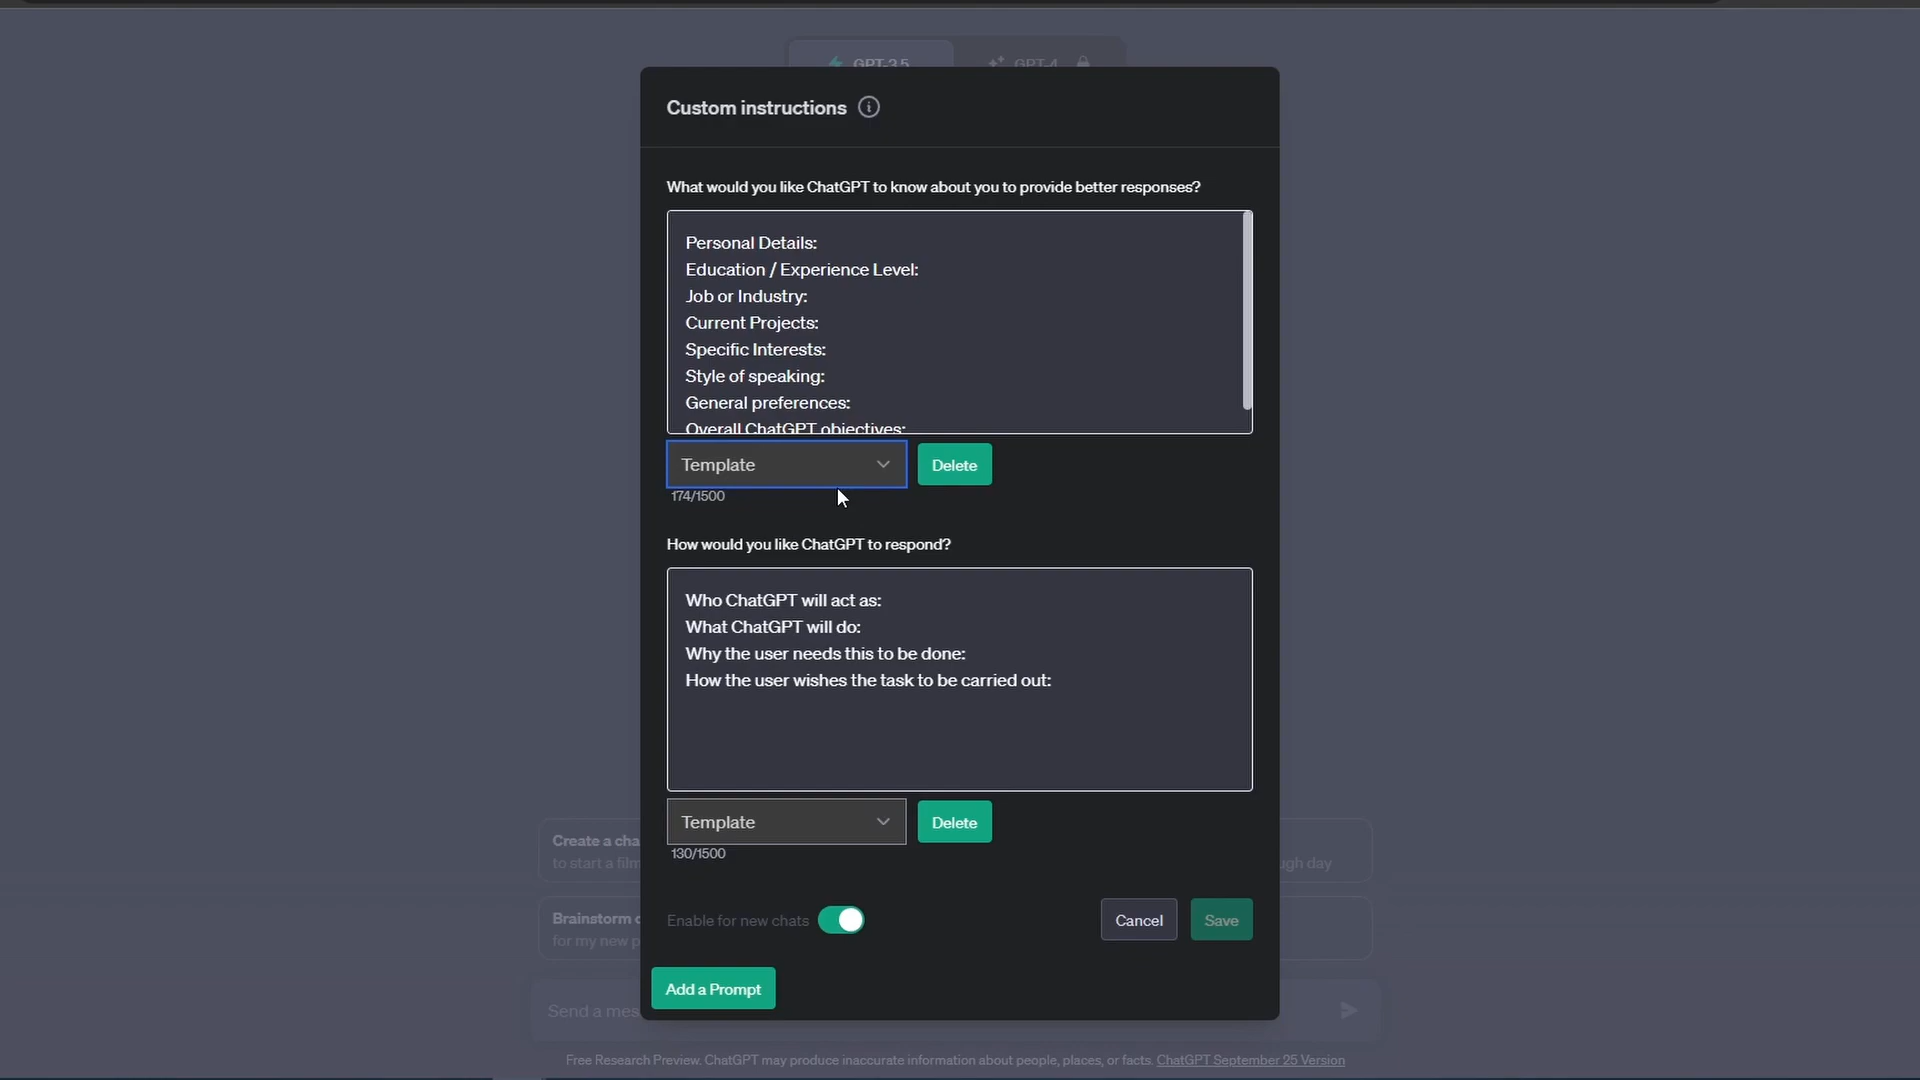 GPT-3.5
GPT-4
Custom instructions
What would you like ChatGPT to know about you to provide better responses?
Personal Details:
Education / Experience Level:
Job or Industry:
Current Projects:
Specific Interests:
Style of speaking:
General preferences:
Overall ChatGPT objectives:
Template
Delete
174/1500
How would you like ChatGPT to respond?
Who ChatGPT will act as:
What ChatGPT will do:
Why the user needs this to be done:
How the user wishes the task to be carried out:
Template
Delete
130/1500
Create a cha
to start a film
ugh day
Enable for new chats
Cancel
Save
Brainstorm
for my new p
Add a Prompt
Send a mes
Free Research Preview. ChatGPT may produce inaccurate information about people, places, or facts. ChatGPT September 25 Version